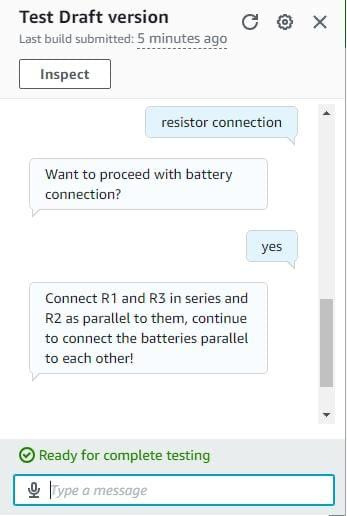 Test Draft version
Last build submitted: 5 minutes ago
Inspect
resistor connection
Want to proceed with battery
connection?
yes
Connect R1 and R3 in series and
R2 as parallel to them, continue
to connect the batteries parallel
to each other!
Ready for complete testing
Type a message